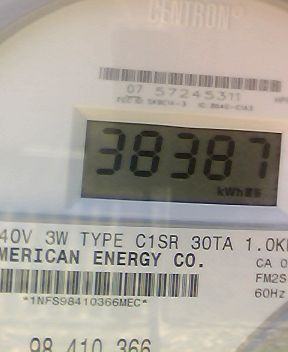 CENTRON®
07 57245311
38387
kWh
40V 3W TYPE C1SR 30TA 1.0K
MERICAN ENERGY CO.
CA 0
FM2S
*1NFS98410366MEC*
60Hz
98 410 366